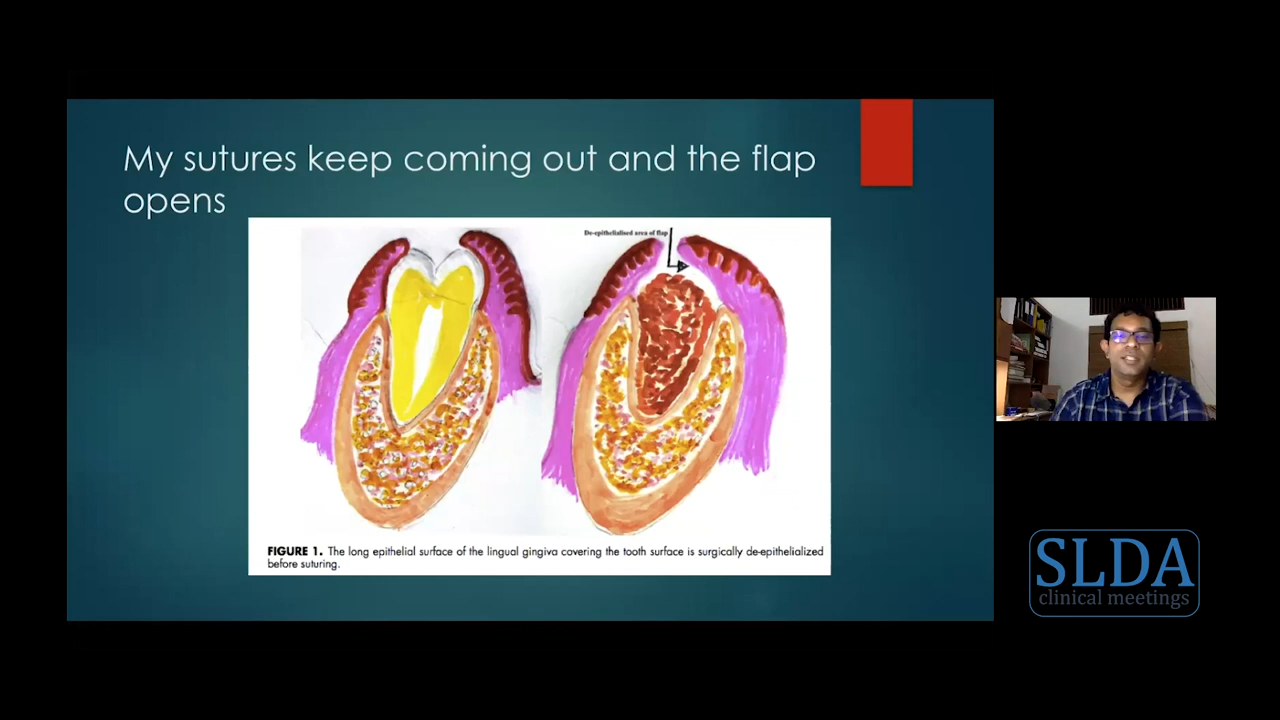 My sutures keep coming out and the flap
opens
De-epithelialised area of flap
FIGURE 1. The long epithelial surface of the lingual gingiva covering the tooth surface is surgically de-epithelialized
before suturing.
SLDA
clinical meetings